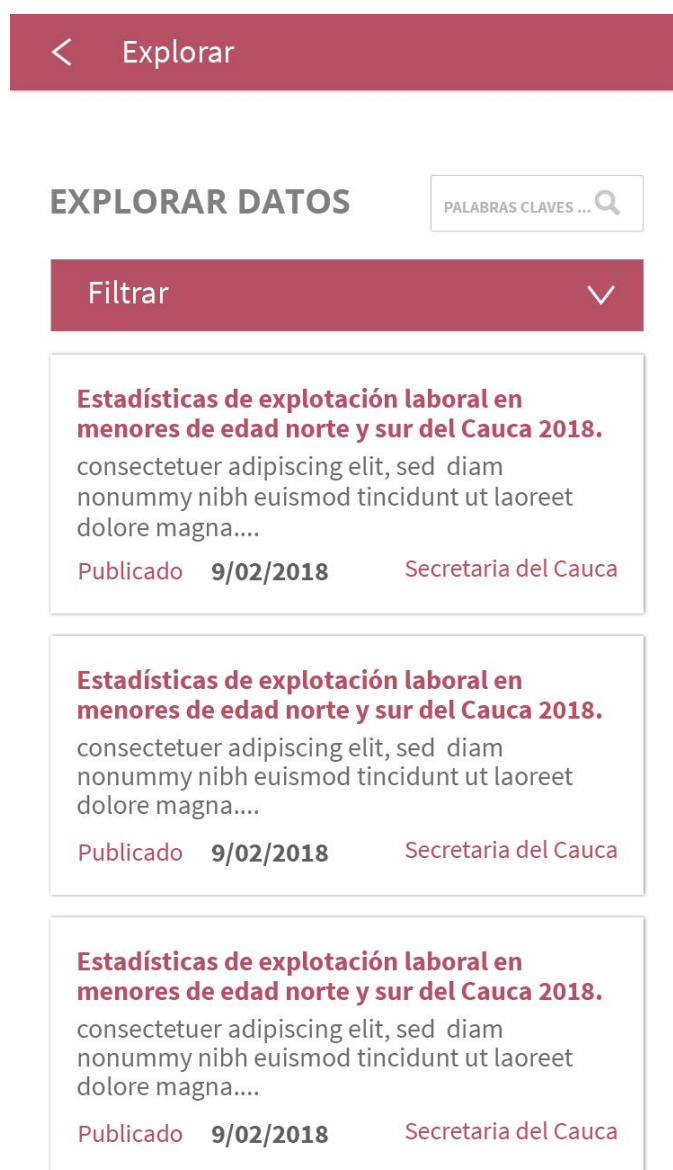 Explorar
EXPLORAR DATOS
PALABRAS CLAVES ...
Filtrar
Estadísticas de explotación laboral en
menores de edad norte y sur del Cauca 2018.
consectetuer adipiscing elit, sed diam
nonummy nibh euismod tincidunt ut laoreet
dolore magna....
Publicado 9/02/2018 Secretaria del Cauca
Estadísticas de explotación laboral en
menores de edad norte y sur del Cauca 2018.
consectetuer adipiscing elit, sed diam
nonummy nibh euismod tincidunt ut laoreet
dolore magna....
Publicado 9/02/2018 Secretaria del Cauca
Estadísticas de explotación laboral en
menores de edad norte y sur del Cauca 2018.
consectetuer adipiscing elit, sed diam
nonummy nibh euismod tincidunt ut laoreet
dolore magna....
Publicado 9/02/2018 Secretaria del Cauca